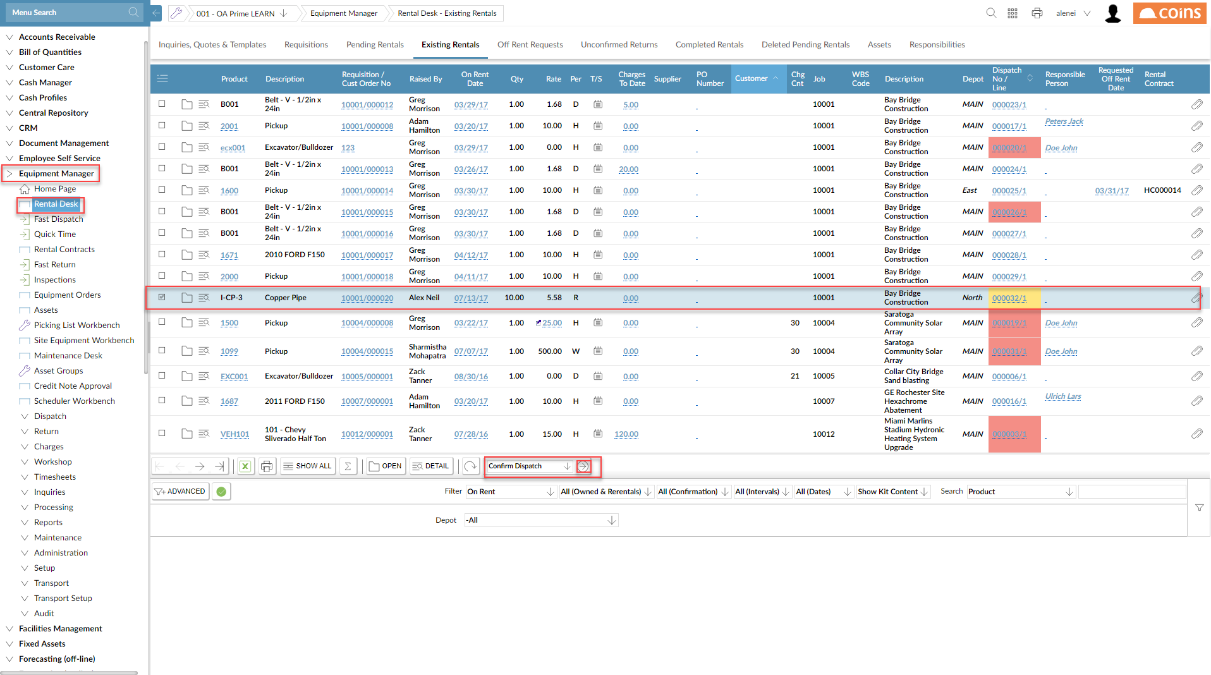 Menu Search
001 - OA Prime LEARN
Equipment Manager
Rental Desk - Existing Rentals
alenei
coins
Accounts Receivable
Bill of Quantities
Customer Care
Cash Manager
Cash Profiles
Central Repository
CRM
Document Management
Employee Self Service
Equipment Manager
Home Page
Rental Desk
Fast Dispatch
Quick Time
Rental Contracts
Fast Return
Inspections
Equipment Orders
Assets
Picking List Workbench
Site Equipment Workbench
Maintenance Desk
Asset Groups
Credit Note Approval
Scheduler Workbench
Dispatch
Return
Charges
Workshop
Timesheets
Inquiries
Processing
Reports
Maintenance
Administration
Setup
Transport
Transport Setup
Audit
Facilities Management
Fixed Assets
Forecasting (off-line)
Inquiries, Quotes & Templates Requisitions Pending Rentals Existing Rentals Off Rent Requests Unconfirmed Returns Completed Rentals Deleted Pending Rentals Assets Responsibilities
Product Description Requisition / Cust Order No Raised By On Rent Date Qty Rate Per T/S Charges To Date Supplier PO Number Customer Chg Cnt Job WBS Code Description Depot Dispatch No / Line Responsible Person Requested Off Rent Date Rental Contract
B001 Belt - V - 1/2in x 24in 10001/000012 Greg Morrison 03/29/17 1.00 1.68 D 5.00 10001 Bay Bridge Construction MAIN 000023/1
2001 Pickup 10001/000008 Adam Hamilton 03/20/17 1.00 10.00 H 0.00 10001 Bay Bridge Construction MAIN 000017/1 Peters Jack
ecx001 Excavator/Bulldozer 123 Greg Morrison 03/29/17 1.00 0.00 H 0.00 10001 Bay Bridge Construction MAIN 000020/1 Doe John
B001 Belt - V - 1/2in x 24in 10001/000013 Greg Morrison 03/26/17 1.00 1.68 D 20.00 10001 Bay Bridge Construction MAIN 000024/1
1600 Pickup 10001/000014 Greg Morrison 03/30/17 1.00 10.00 H 0.00 10001 Bay Bridge Construction East 000025/1 03/31/17 HC000014
B001 Belt - V - 1/2in x 24in 10001/000015 Greg Morrison 03/30/17 1.00 1.68 D 0.00 10001 Bay Bridge Construction MAIN 000026/1
B001 Belt - V - 1/2in x 24in 10001/000016 Greg Morrison 03/30/17 1.00 1.68 D 0.00 10001 Bay Bridge Construction MAIN 000027/1
1671 2010 FORD F150 10001/000017 Greg Morrison 04/12/17 1.00 10.00 H 0.00 10001 Bay Bridge Construction MAIN 000028/1
2000 Pickup 10001/000018 Greg Morrison 04/11/17 1.00 10.00 H 0.00 10001 Bay Bridge Construction MAIN 000029/1
I-CP-3 Copper Pipe 10001/000020 Alex Neil 07/13/17 10.00 5.58 R 0.00 10001 Bay Bridge Construction North 000032/1
1500 Pickup 10004/000008 Greg Morrison 03/22/17 1.00 25.00 H 0.00 30 10004 Saratoga Community Solar Array MAIN 000019/1 Doe John
1099 Pickup 10004/000015 Sharmistha Mohapatra 07/07/17 1.00 500.00 W 0.00 30 10004 Saratoga Community Solar Array MAIN 000031/1 Doe John
EXC001 Excavator/Bulldozer 10005/000001 Zack Tanner 08/30/16 1.00 0.00 D 0.00 21 10005 Collar City Bridge Sand blasting MAIN 000006/1
1687 2011 FORD F150 10007/000001 Adam Hamilton 03/20/17 1.00 10.00 H 0.00 10007 GE Rochester Site Hexachrome Abatement MAIN 000016/1 Ulrich Lars
VEH101 101 - Chevy Silverado Half Ton 10012/000001 Zack Tanner 07/28/16 1.00 15.00 H 120.00 10012 Miami Marlins Stadium Hydronic Heating System Upgrade MAIN
SHOW ALL OPEN DETAIL Confirm Dispatch
ADVANCED Filter On Rent All (Owned & Rerentals) All (Confirmation) All (Intervals) All (Dates) Show Kit Content Search Product
Depot -All